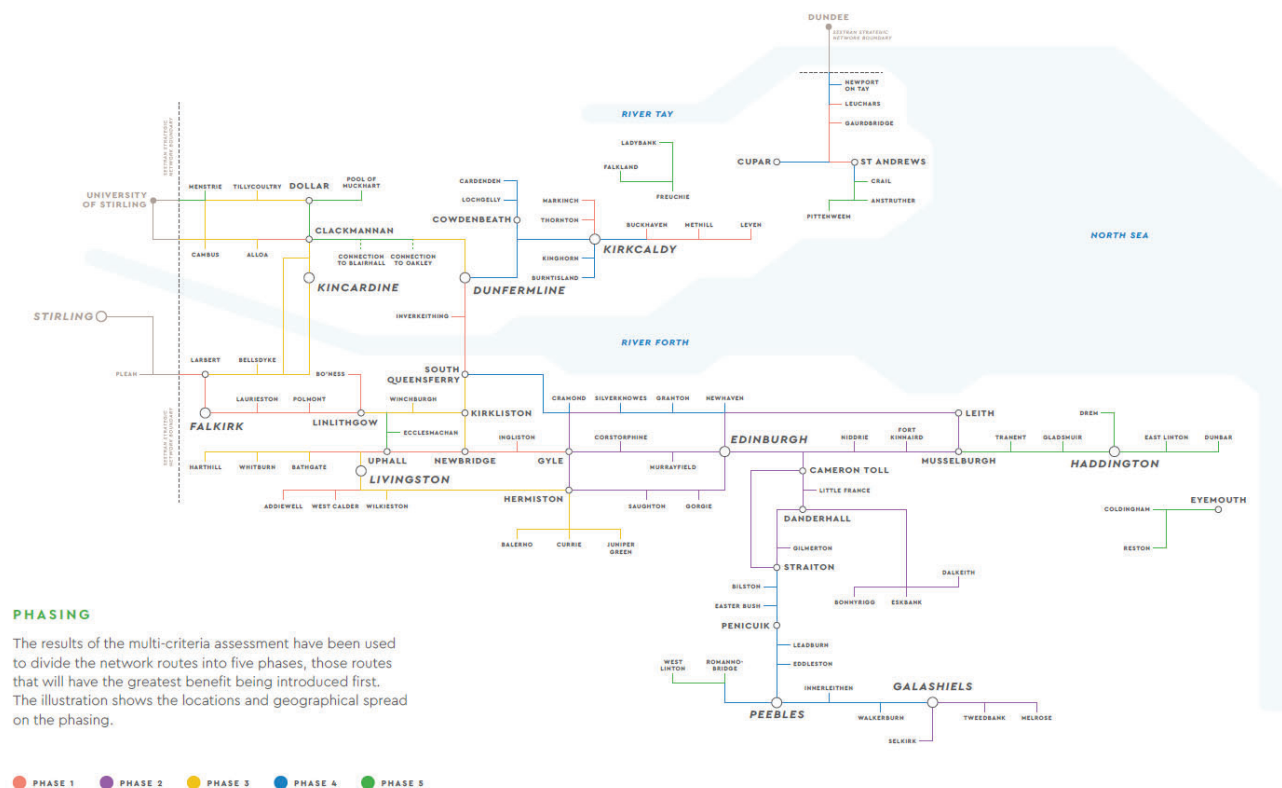 DUNDEE
SESTRAN STRATEGIC
NETWORK BOUNDARY
NEWPORT
ON TAY
LEUCHARS
GAURDBRIDGE
RIVER TAY
LADYBANK
FALKLAND
FREUCHIE
CUPAR
ST ANDREWS
CRAIL
ANSTRUTHER
PITTENWEEM
NORTH SEA
SESTRAN STRATEGIC
NETWORK BOUNDARY
UNIVERSITY
OF STIRLING
MENSTRIE
TILLYCOULTRY
DOLLAR
POOL OF
MUCKHART
CARDENDEN
LOCHGELLY
COWDENBEATH
MARKINCH
THORNTON
BUCKHAVEN
METHILL
LEVEN
KIRKCALDY
CLACKMANNAN
CAMBUS
ALLOA
CONNECTION
TO BLAIRHALL
CONNECTION
TO OAKLEY
KINGHORN
BURNTISLAND
KINCARDINE
DUNFERMLINE
STIRLING
INVERKEITHING
RIVER FORTH
PLEAN
LARBERT
BELLSDYKE
BO'NESS
SOUTH
QUEENSFERRY
LAURIESTON
POLMONT
WINCHBURGH
CRAMOND
SILVERKNOWES
GRANTON
NEWHAVEN
FALKIRK
LINLITHGOW
KIRKLISTON
LEITH
DREM
SESTRAN STRATEGIC
NETWORK BOUNDARY
ECCLESMACHAN
INGLISTON
CORSTORPHINE
EDINBURGH
NIDDRIE
FORT
KINNAIRD
TRANENT
GLADSMUIR
EAST LINTON
DUNBAR
HARTHILL
WHITBURN
BATHGATE
UPHALL
NEWBRIDGE
GYLE
MURRAYFIELD
MUSSELBURGH
HADDINGTON
LIVINGSTON
CAMERON TOLL
LITTLE FRANCE
HERMISTON
ADDIEWELL
WEST CALDER
WILKIESTON
SAUGHTON
GORGIE
DANDERHALL
EYEMOUTH
COLDINGHAM
RESTON
BALERNO
CURRIE
JUNIPER
GREEN
GILMERTON
STRAITON
DALKEITH
BILSTON
BONNYRIGG
ESKBANK
EASTER BUSH
PENICUIK
LEADBURN
EDDLESTON
WEST
LINTON
ROMANNO-
BRIDGE
INNERLEITHEN
GALASHIELS
PEEBLES
WALKERBURN
TWEEDBANK
MELROSE
SELKIRK
PHASING
The results of the multi-criteria assessment have been used
to divide the network routes into five phases, those routes
that will have the greatest benefit being introduced first.
The illustration shows the locations and geographical spread
on the phasing.
PHASE 1
PHASE 2
PHASE 3
PHASE 4
PHASE 5